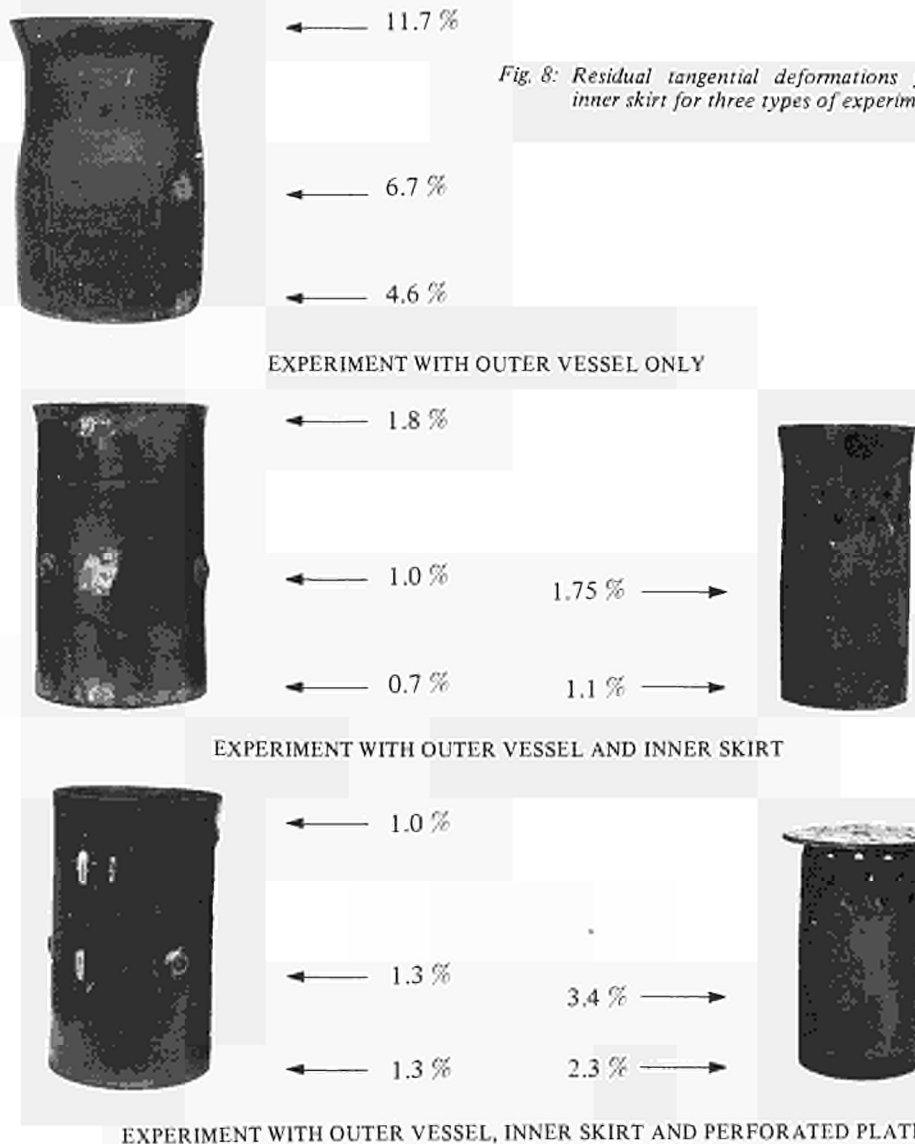 11.7 %
Fig. 8: Residual tangential deformations
inner skirt for three types of
6.7 %
4.6 %
EXPERIMENT WITH OUTER VESSEL ONLY
1.8 %
1.0 %
1.75 %
0.7 %
1.1 %
EXPERIMENT WITH OUTER VESSEL AND INNER SKIRT
1.0 %
1.3 %
3.4 %
1.3 %
2.3 %
EXPERIMENT WITH OUTER VESSEL, INNER SKIRT AND PERFORATED